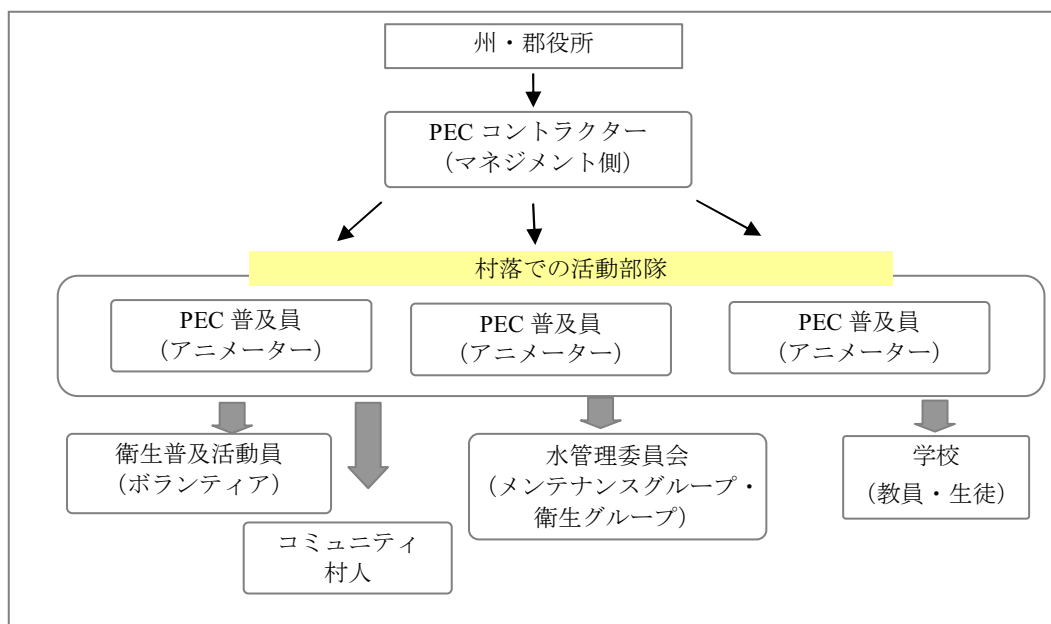 州・郡役所
PEC コントラクター
(マネジメント側)
村落での活動部隊
PEC 普及員
(アニメーター)
PEC 普及員
(アニメーター)
PEC 普及員
(アニメーター)
衛生普及活動員
(ボランティア)
コミュニティ
村人
水管理委員会
(メンテナンスグループ・
衛生グループ)
学校
(教員・生徒)